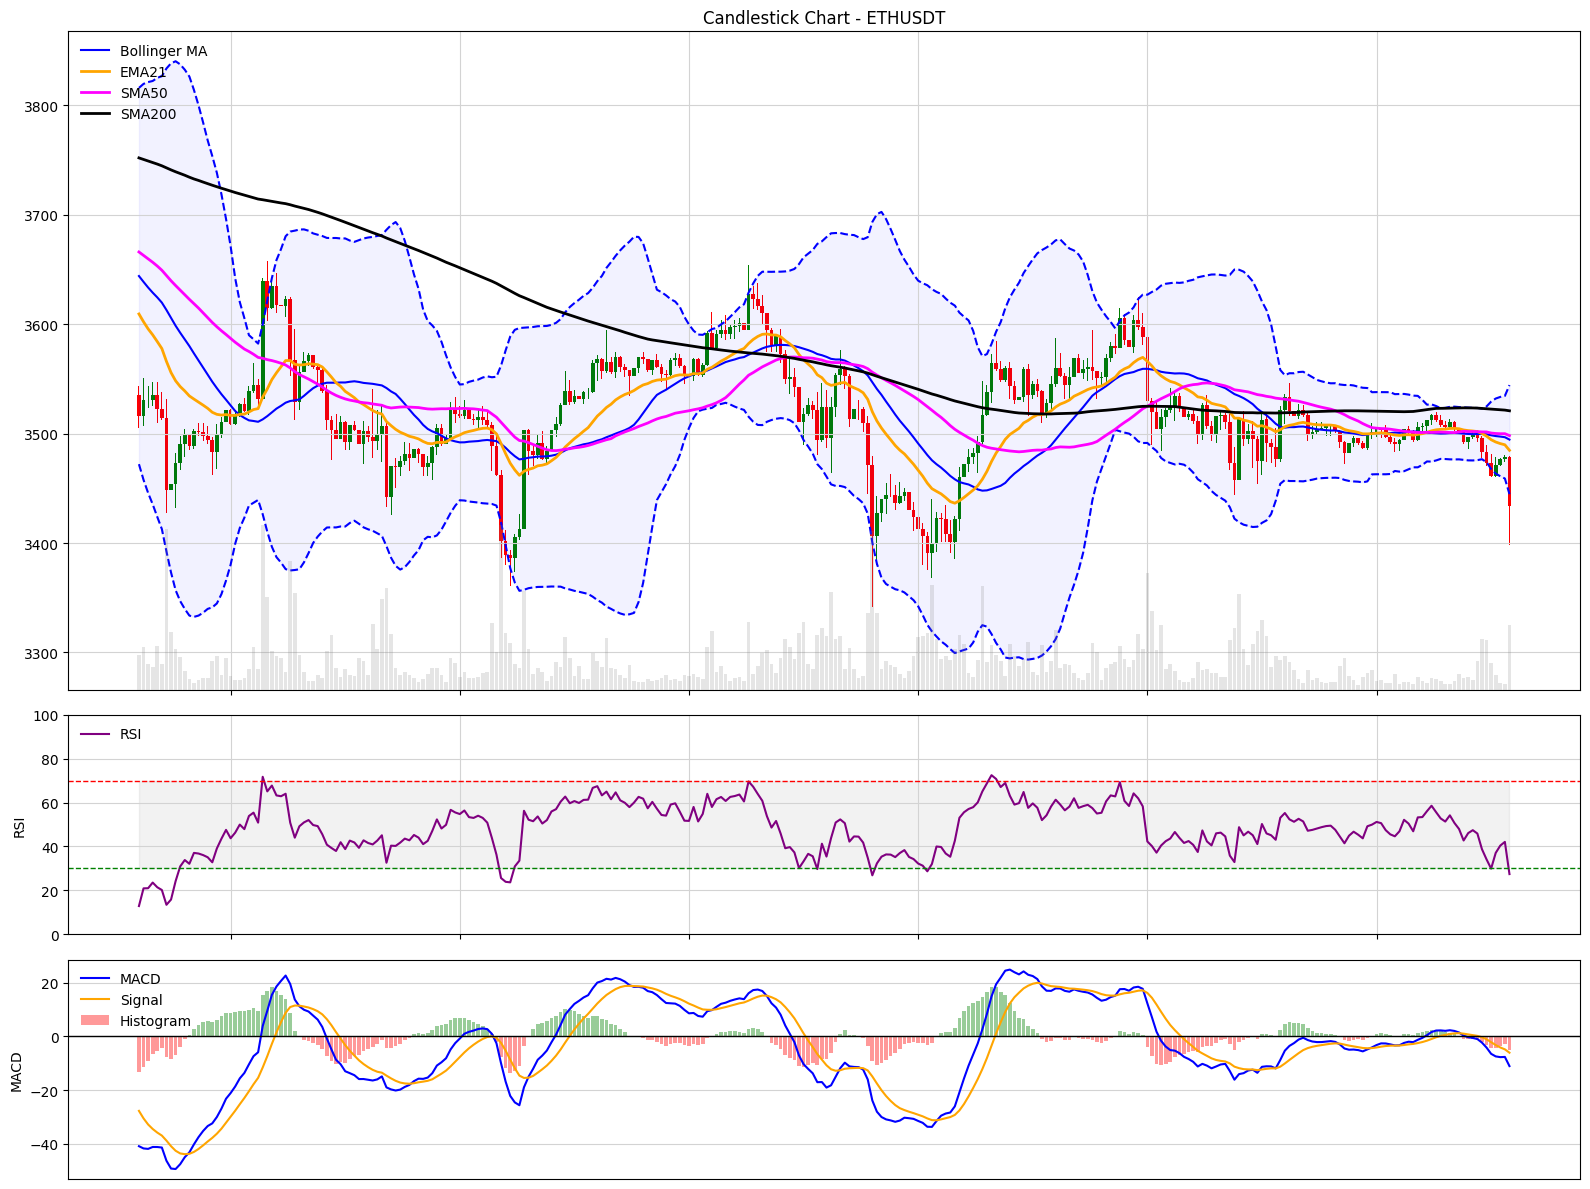 Candlestick Chart - ETHUSDT
Bollinger MA
EMA21
SMA50
SMA200
3800
3700
3600
3500
3400
3300
RSI
100
80
60
40
20
0
RSI
MACD
Signal
Histogram
20
0
−20
−40
MACD